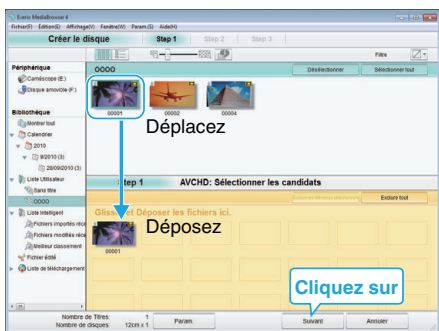 Everio MediaBrowser 4
Fichier(F) Edition(E) Affichage(V) Fenêtre(W) Param.(S) Aide(H)
Créer le disque Step 1 Step 2 Step 3
Filtre
Périphérique
Caméscope (E:)
Disque amovible (F:)
Bibliothèque
Montrer tout
Calendrier
2010
9/2010 (3)
28/09/2010 (3)
Liste Utilisateur
Sans titre
0000
Liste Intelligent
Fichiers importés réce
Fichiers modifiés réce
Meilleur classement
Fichier édité
Liste de téléchargement
0000 Désélectionner Sélectionner tout
00001 00002 00004
Déplacez
Step 1 AVCHD: Sélectionner les candidats
Exclure tout
Glisser et Déposer les fichiers ici.
Déposez
00001
Cliquez sur
Nombre de Titres: 1
Nombre de disques: 12cm x 1
Param. Suivant Annuler